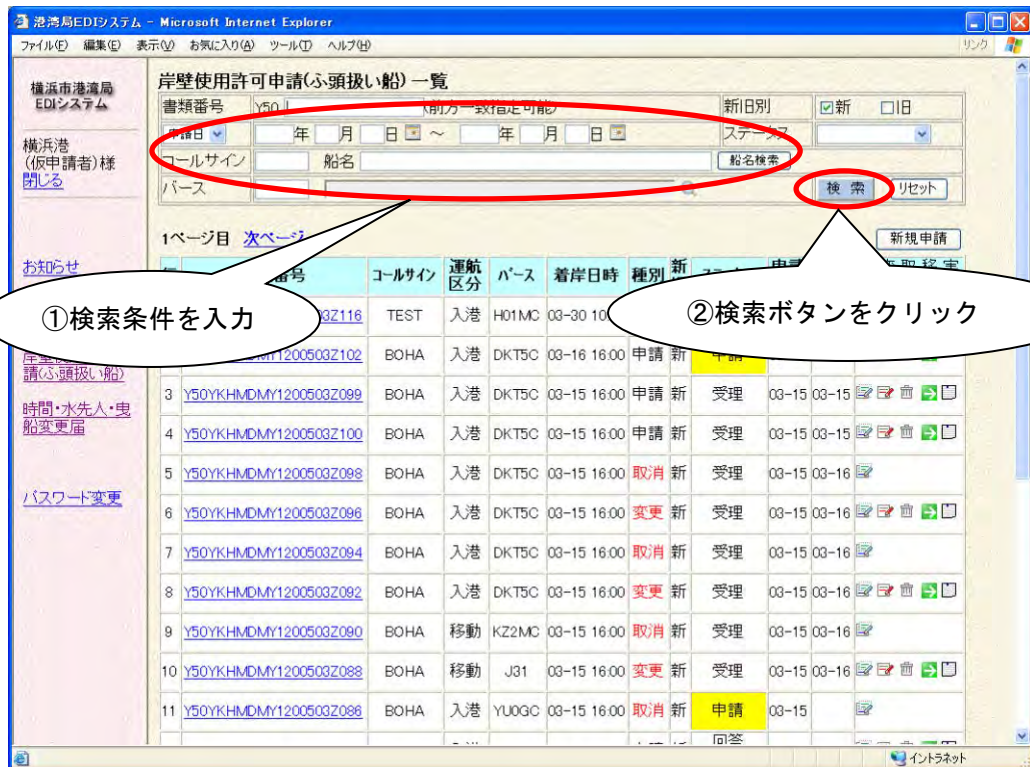 港湾局EDIシステム - Microsoft Internet Explorer
ファイル(F) 編集(E) 表示(V) お気に入り(A) ツール(T) ヘルプ(H) リンク
横浜市港湾局
EDIシステム
横浜港
(仮申請者)様
閉じる
お知らせ
請(ふ頭扱い船)
時間・水先人・曳
船変更届
パスワード変更
岸壁使用許可申請(ふ頭扱い船) 一覧
書類番号 Y50 (前方一致指定可能) 新旧別 新 旧
申請日 年 月 日 ~ 年 月 日 ステータス
コールサイン 船名 船名検索
バース 検 索 リセット
1ページ目 次ページ 新規申請
番号 コールサイン 運航区分 バース 着岸日時 種別 新
①検索条件を入力
②検索ボタンをクリック
03Z116 TEST 入港 H01MC 03-30 10
1200503Z102 BOHA 入港 DKT5C 03-16 16:00 申請 新 申請
3 Y50YKHMDMY1200503Z099 BOHA 入港 DKT5C 03-15 16:00 申請 新 受理 03-15 03-15
4 Y50YKHMDMY1200503Z100 BOHA 入港 DKT5C 03-15 16:00 申請 新 受理 03-15 03-15
5 Y50YKHMDMY1200503Z098 BOHA 入港 DKT5C 03-15 16:00 取消 新 受理 03-15 03-16
6 Y50YKHMDMY1200503Z096 BOHA 入港 DKT5C 03-15 16:00 変更 新 受理 03-15 03-16
7 Y50YKHMDMY1200503Z094 BOHA 入港 DKT5C 03-15 16:00 取消 新 受理 03-15 03-16
8 Y50YKHMDMY1200503Z092 BOHA 入港 DKT5C 03-15 16:00 変更 新 受理 03-15 03-16
9 Y50YKHMDMY1200503Z090 BOHA 移動 KZ2MC 03-15 16:00 取消 新 受理 03-15 03-16
10 Y50YKHMDMY1200503Z088 BOHA 移動 J31 03-15 16:00 変更 新 受理 03-15 03-16
11 Y50YKHMDMY1200503Z086 BOHA 入港 YU0GC 03-15 16:00 取消 新 申請 03-15
回答
イントラネット